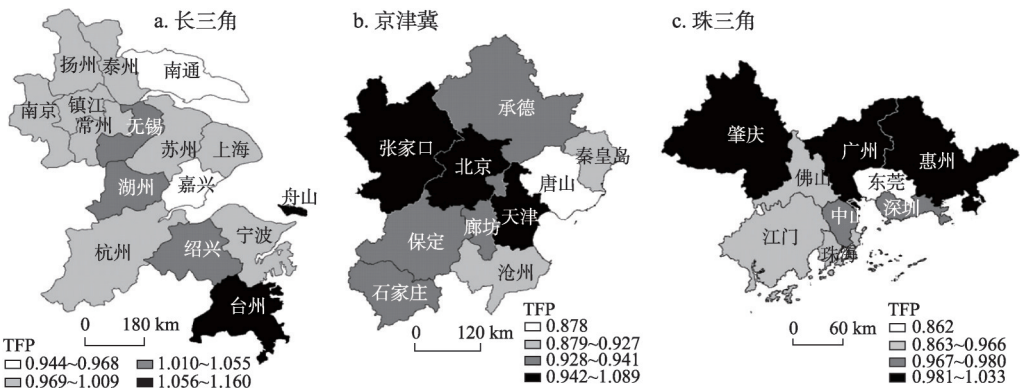 a. 长三角
扬州
泰州
南通
南京
镇江
常州
无锡
苏州
上海
湖州
嘉兴
舟山
杭州
绍兴
宁波
台州
0 180 km
TFP
0.944~0.968
0.969~1.009
1.010~1.055
1.056~1.160
b. 京津冀
承德
张家口
北京
秦皇岛
唐山
天津
廊坊
保定
沧州
石家庄
0 120 km
TFP
0.878
0.879~0.927
0.928~0.941
0.942~1.089
c. 珠三角
肇庆
广州
惠州
佛山
东莞
中山
深圳
江门
珠海
0 60 km
TFP
0.862
0.863~0.966
0.967~0.980
0.981~1.033